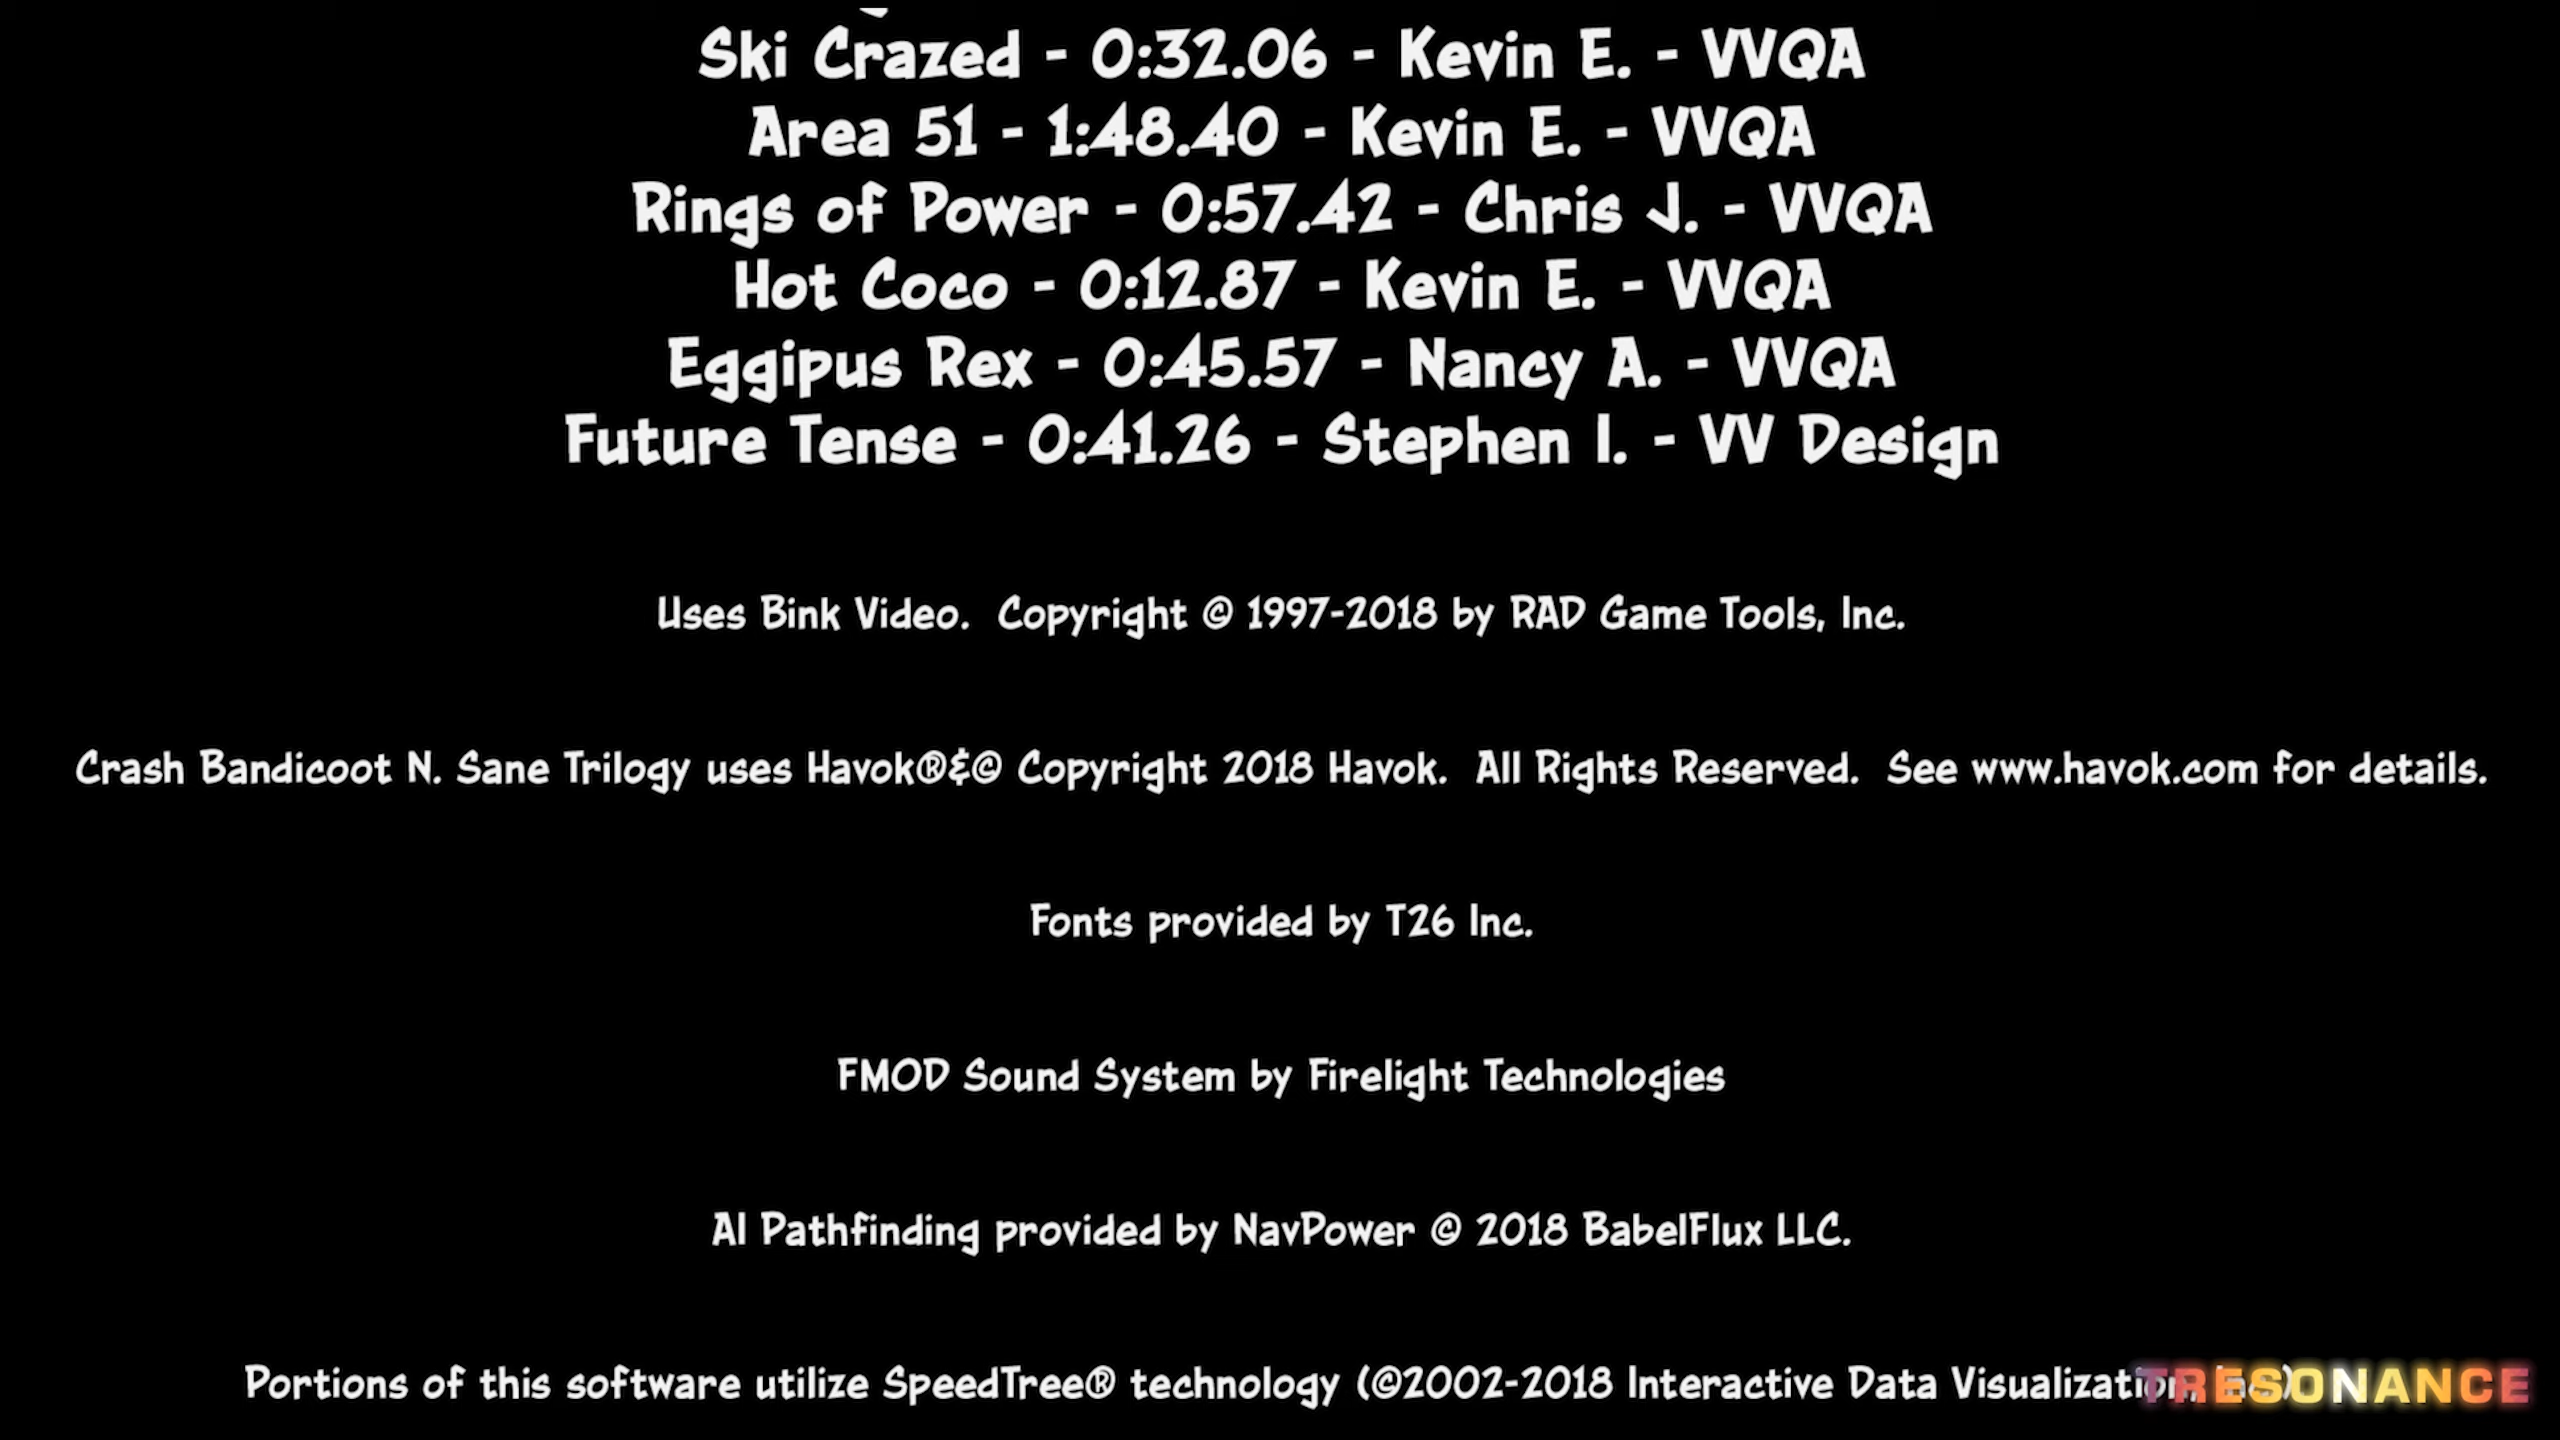 Ski Crazed - 0:32.06 - Kevin E. - VVQA
Area 51 - 1:48.40 - Kevin E. - VVQA
Rings of Power - 0:57.42 - Chris J. - VVQA
Hot Coco - 0:12.87 - Kevin E. - VVQA
Eggipus Rex - 0:45.57 - Nancy A. - VVQA
Future Tense - 0:41.26 - Stephen I. - VV Design
Uses Bink Video.  Copyright © 1997-2018 by RAD Game Tools, Inc.
Crash Bandicoot N. Sane Trilogy uses Havok®&© Copyright 2018 Havok.  All Rights Reserved.  See www.havok.com for details.
Fonts provided by T26 Inc.
FMOD Sound System by Firelight Technologies
AI Pathfinding provided by NavPower © 2018 BabelFlux LLC.
Portions of this software utilize SpeedTree® technology (©2002-2018 Interactive Data
TRESONANCE